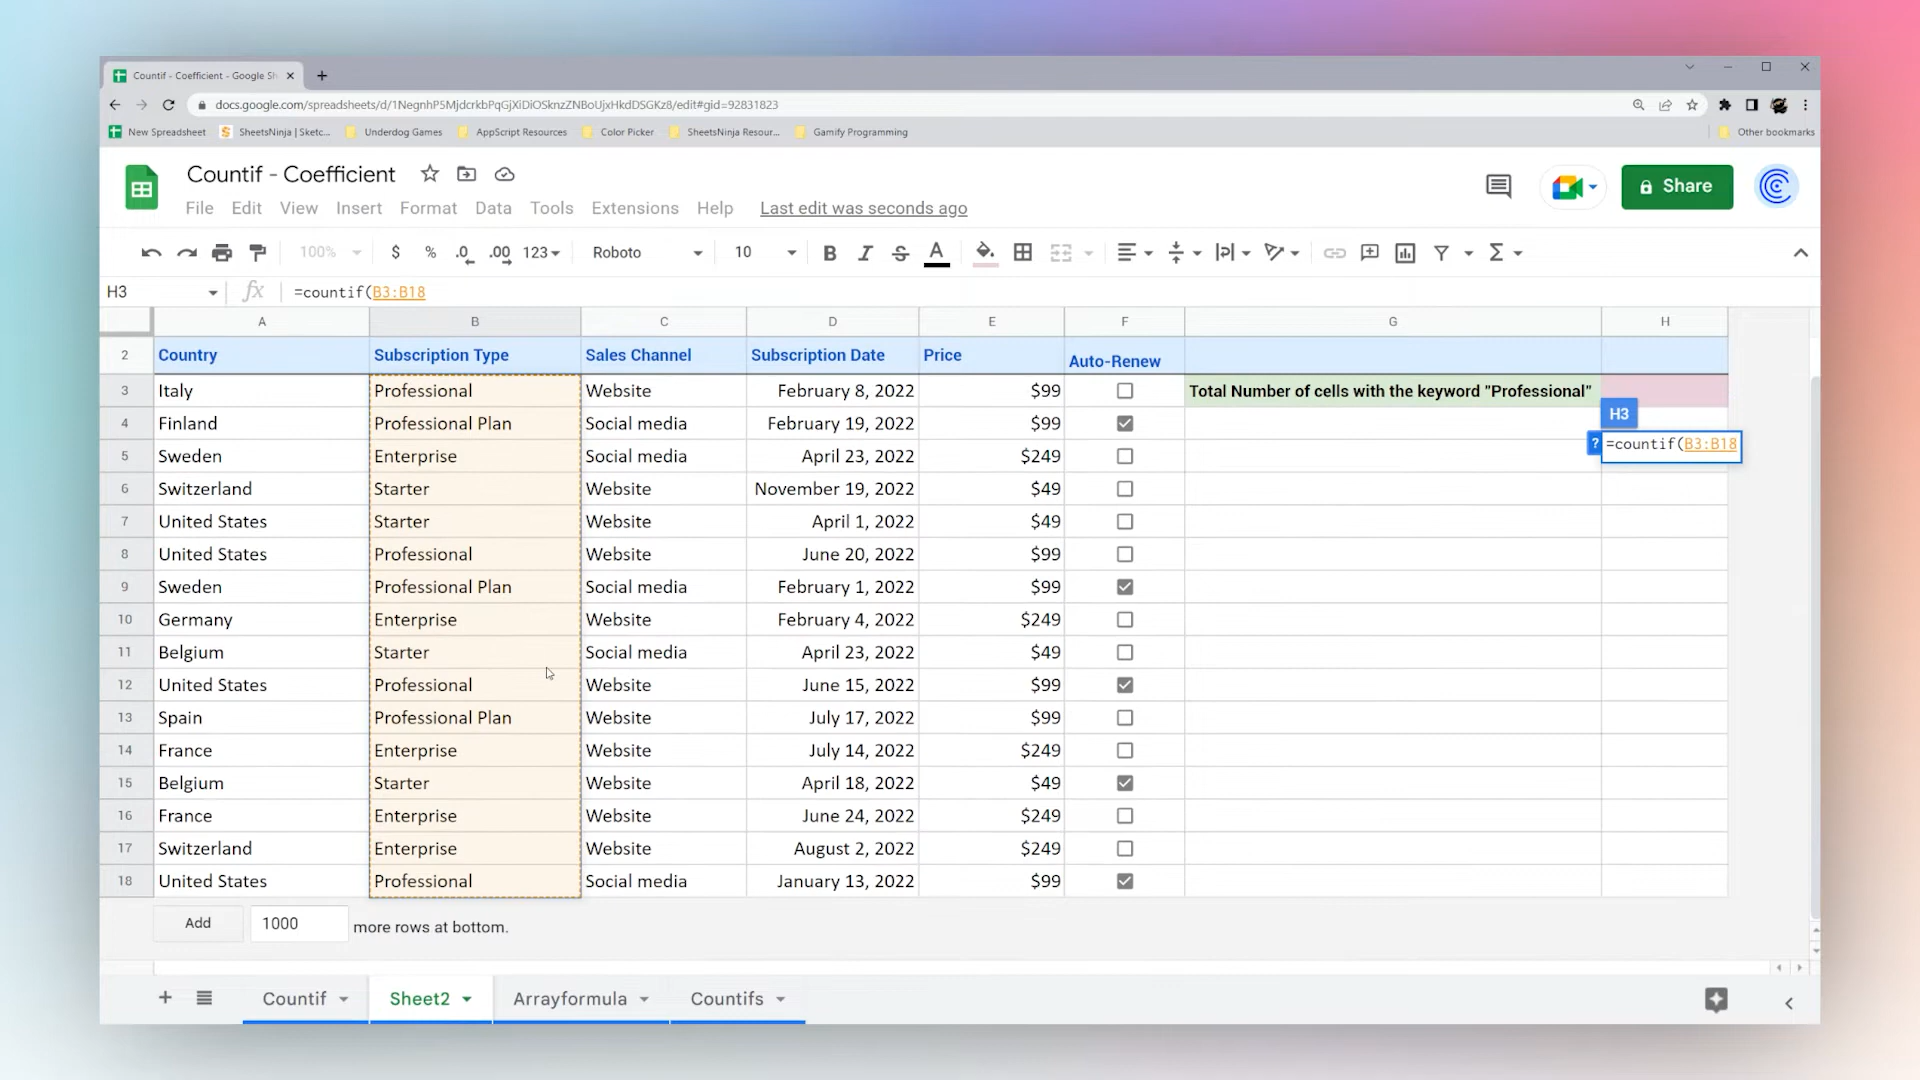 Countif - Coefficient - Google Sh
docs.google.com/spreadsheets/d/1NegnhP5MjdcrkbPqGjXiDiOSknzZNBoUjxHkdDSGKz8/edit#gid=92831823
New Spreadsheet SheetsNinja | Sketc... Underdog Games AppScript Resources Color Picker SheetsNinja Resour... Gamify Programming Other bookmarks
Countif - Coefficient
File Edit View Insert Format Data Tools Extensions Help Last edit was seconds ago
Share
100% $ % .0 .00 123 Roboto 10 B I S A Σ
H3 fx =countif(B3:B18
A B C D E F G H
2 Country Subscription Type Sales Channel Subscription Date Price Auto-Renew
3 Italy Professional Website February 8, 2022 $99 Total Number of cells with the keyword "Professional"
H3
4 Finland Professional Plan Social media February 19, 2022 $99
? =countif(B3:B18
5 Sweden Enterprise Social media April 23, 2022 $249
6 Switzerland Starter Website November 19, 2022 $49
7 United States Starter Website April 1, 2022 $49
8 United States Professional Website June 20, 2022 $99
9 Sweden Professional Plan Social media February 1, 2022 $99
10 Germany Enterprise Website February 4, 2022 $249
11 Belgium Starter Social media April 23, 2022 $49
12 United States Professional Website June 15, 2022 $99
13 Spain Professional Plan Website July 17, 2022 $99
14 France Enterprise Website July 14, 2022 $249
15 Belgium Starter Website April 18, 2022 $49
16 France Enterprise Website June 24, 2022 $249
17 Switzerland Enterprise Website August 2, 2022 $249
18 United States Professional Social media January 13, 2022 $99
Add 1000 more rows at bottom.
Countif Sheet2 Arrayformula Countifs